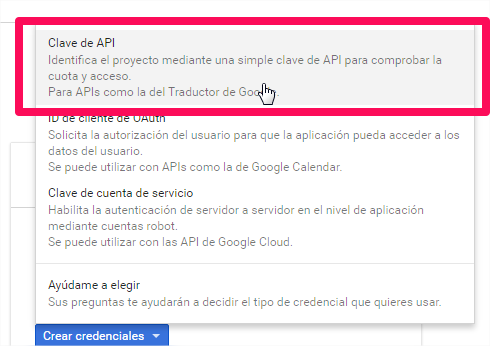 Clave de API
Identifica el proyecto mediante una simple clave de API para comprobar la
cuota y acceso.
Para APIs como la del Traductor de Google.
ID de cliente de OAuth
Solicita la autorización del usuario para que la aplicación pueda acceder a los
datos del usuario.
Se puede utilizar con APIs como la de Google Calendar.
Clave de cuenta de servicio
Habilita la autenticación de servidor a servidor en el nivel de aplicación
mediante cuentas robot.
Se puede utilizar con las API de Google Cloud.
Ayúdame a elegir
Sus preguntas te ayudarán a decidir el tipo de credencial que quieres usar.
Crear credenciales